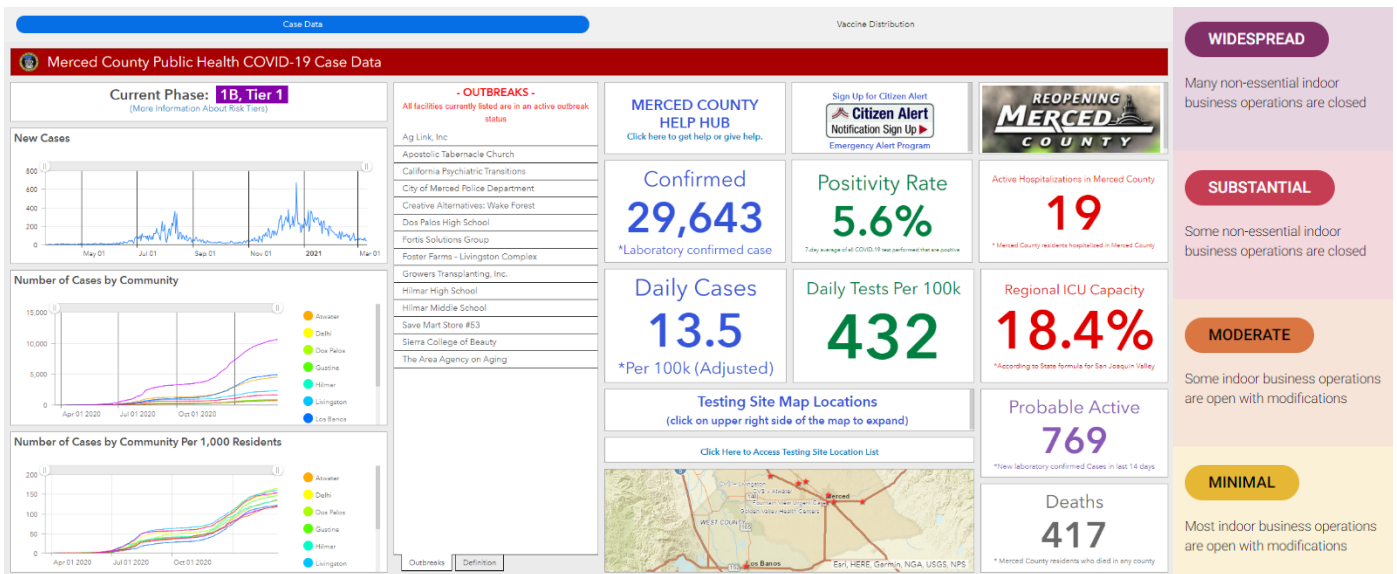 Case Data
Vaccine Distribution
Merced County Public Health COVID-19 Case Data
Current Phase: 1B, Tier 1
(More Information About Risk Tiers)
New Cases
800
600
400
200
0
May 01
Jul 01
Sep 01
Nov 01
2021
Mar 01
Number of Cases by Community
15,000
10,000
5,000
0
Apr 01 2020
Jul 01 2020
Oct 01 2020
Atwater
Delhi
Dos Palos
Gustine
Hilmar
Livingston
Los Banos
Number of Cases by Community Per 1,000 Residents
200
150
100
50
0
Apr 01 2020
Jul 01 2020
Oct 01 2020
Atwater
Delhi
Dos Palos
Gustine
Hilmar
Livingston
- OUTBREAKS -
All facilities currently listed are in an active outbreak
status
Ag Link, Inc
Apostolic Tabernacle Church
California Psychiatric Transitions
City of Merced Police Department
Creative Alternatives: Wake Forest
Dos Palos High School
Fortis Solutions Group
Foster Farms - Livingston Complex
Growers Transplanting, Inc.
Hilmar High School
Hilmar Middle School
Save Mart Store #53
Sierra College of Beauty
The Area Agency on Aging
Outbreaks
Definition
MERCED COUNTY
HELP HUB
Click here to get help or give help.
Sign Up for Citizen Alert
Citizen Alert
Notification Sign Up
Emergency Alert Program
REOPENING
MERCED
COUNTY
Confirmed
29,643
*Laboratory confirmed case
Positivity Rate
5.6%
7-day average of all COVID-19 test performed that are positive
Active Hospitalizations in Merced County
19
* Merced County residents hospitalized in Merced County
Daily Cases
13.5
*Per 100k (Adjusted)
Daily Tests Per 100k
432
Regional ICU Capacity
18.4%
*According to State formula for San Joaquin Valley
Testing Site Map Locations
(click on upper right side of the map to expand)
Click Here to Access Testing Site Location List
CVS - Livingston
CVS - Atwater
Golden Valley Health Centers
Merced
WEST COUNTY
Los Banos
Esri, HERE, Garmin, NGA, USGS, NPS
Probable Active
769
*New laboratory confirmed Cases in last 14 days
Deaths
417
* Merced County residents who died in any county
WIDESPREAD
Many non-essential indoor
business operations are closed
SUBSTANTIAL
Some non-essential indoor
business operations are closed
MODERATE
Some indoor business operations
are open with modifications
MINIMAL
Most indoor business operations
are open with modifications